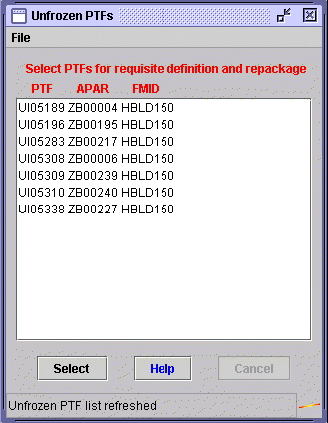 Unfrozen PTFs
File
Select PTFs for requisite definition and repackage
PTF APAR FMID
UI05189 ZB00004 HBLD150
UI05196 ZB00195 HBLD150
UI05283 ZB00217 HBLD150
UI05308 ZB00006 HBLD150
UI05309 ZB00239 HBLD150
UI05310 ZB00240 HBLD150
UI05338 ZB00227 HBLD150
Select Help Cancel
Unfrozen PTF list refreshed